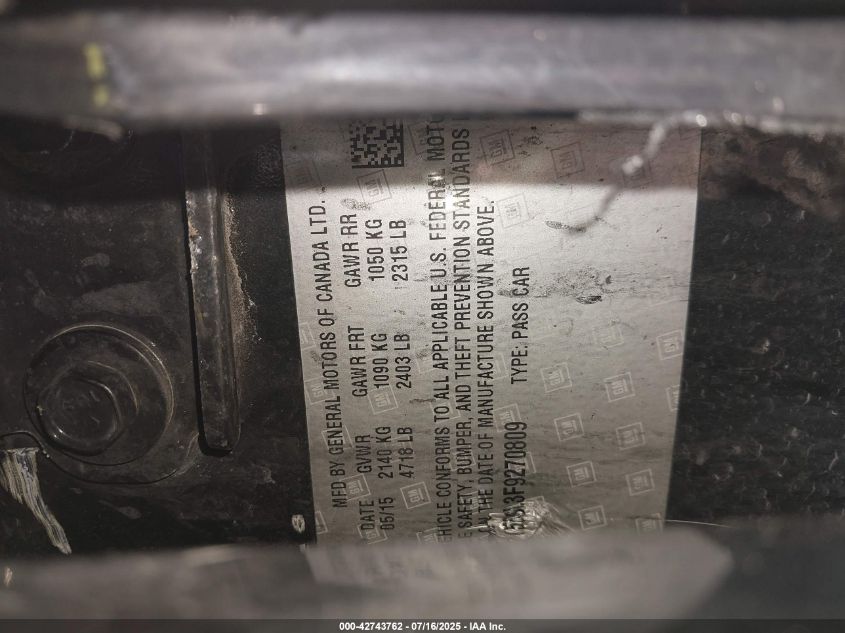 MFD BY GENERAL MOTORS OF CANADA LTD.
DATE GVWR GAWR FRT GAWR RR
05/15 2140 KG 1090 KG 1050 KG
4718 LB 2403 LB 2315 LB
VEHICLE CONFORMS TO ALL APPLICABLE U.S. FEDERAL MOTO
SAFETY, BUMPER, AND THEFT PREVENTION STANDARDS
THE DATE OF MANUFACTURE SHOWN ABOVE.
3F9270809 TYPE: PASS CAR
GM
000-42743762 - 07/16/2025 - IAA Inc.